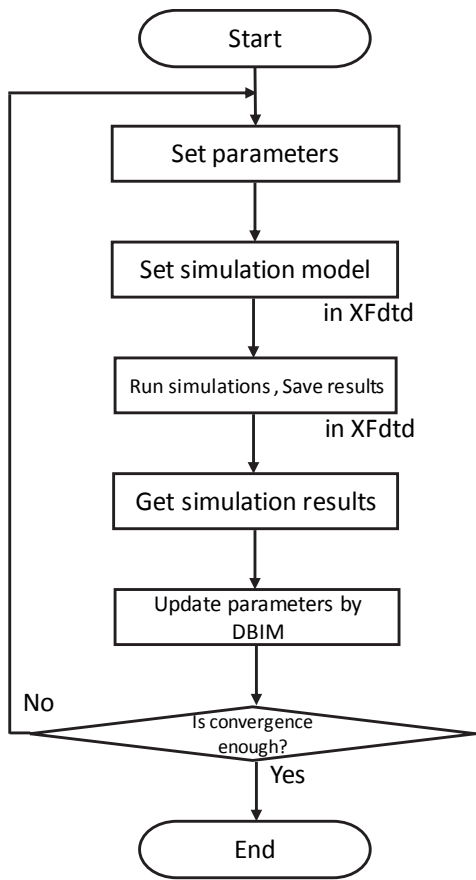 Start
Set parameters
Set simulation model
in XFdtd
Run simulations , Save results
in XFdtd
Get simulation results
Update parameters by
DBIM
No
Is convergence
enough?
Yes
End